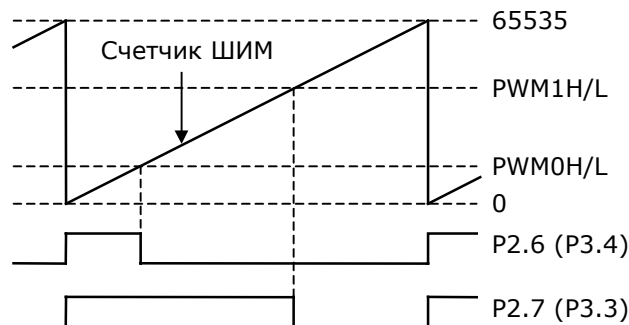 65535
Счетчик ШИМ
PWM1H/L
PWM0H/L
0
P2.6 (P3.4)
P2.7 (P3.3)